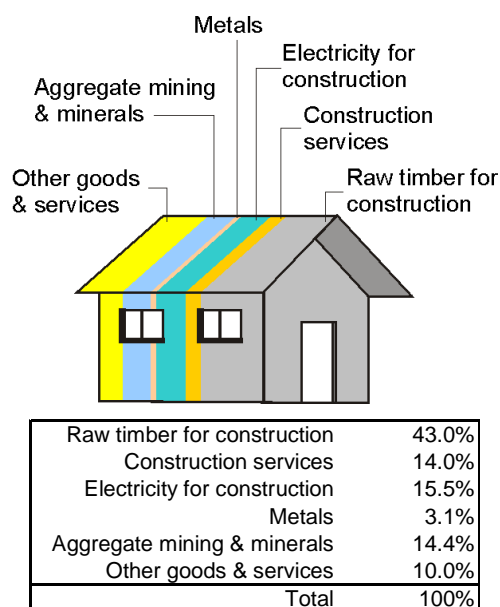 Metals
Electricity for
construction
Aggregate mining
& minerals
Construction
services
Other goods
& services
Raw timber for
construction
Raw timber for construction 43.0%
Construction services 14.0%
Electricity for construction 15.5%
Metals 3.1%
Aggregate mining & minerals 14.4%
Other goods & services 10.0%
Total 100%